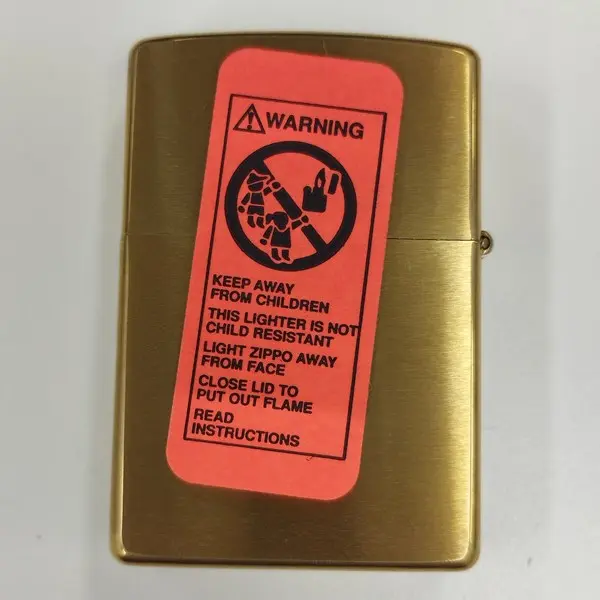 ⚠WARNING
KEEP AWAY
FROM CHILDREN
THIS LIGHTER IS NOT
CHILD RESISTANT
LIGHT ZIPPO AWAY
FROM FACE
CLOSE LID TO
PUT OUT FLAME
READ
INSTRUCTIONS